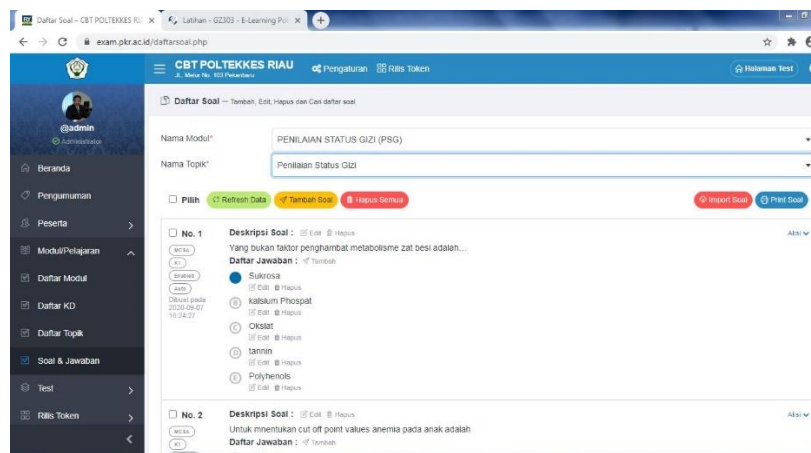 Daftar Soal - CBT POLTEKKES RI
Latihan - GZ303 - E-Learning Pol
exam.pkr.ac.id/daftarsoal.php
CBT POLTEKKES RIAU
JL. Melur No. 103 Pekanbaru
Pengaturan
Rilis Token
Halaman Test
@admin
Administrator
Beranda
Pengumuman
Peserta
Modul/Pelajaran
Daftar Modul
Daftar KD
Daftar Topik
Soal & Jawaban
Test
Rilis Token
Daftar Soal — Tambah, Edit, Hapus dan Cari daftar soal
Nama Modul*
PENILAIAN STATUS GIZI (PSG)
Nama Topik*
Penilaian Status Gizi
Pilih
Refresh Data
Tambah Soal
Hapus Semua
Import Soal
Print Soal
No. 1
MCSA
K1
Enabled
Auto
Dibuat pada
2020-09-07
Deskripsi Soal : Edit Hapus
Aksi
Yang bukan faktor penghambat metabolisme zat besi adalah...
Daftar Jawaban : Tambah
Sukrosa
Edit Hapus
B kalsium Phospat
Edit Hapus
C Okslat
Edit Hapus
D tannin
Edit Hapus
E Polyhenols
Edit Hapus
No. 2
MCSA
K1
Deskripsi Soal : Edit Hapus
Aksi
Untuk mnentukan cut off point values anemia pada anak adalah
Daftar Jawaban : Tambah